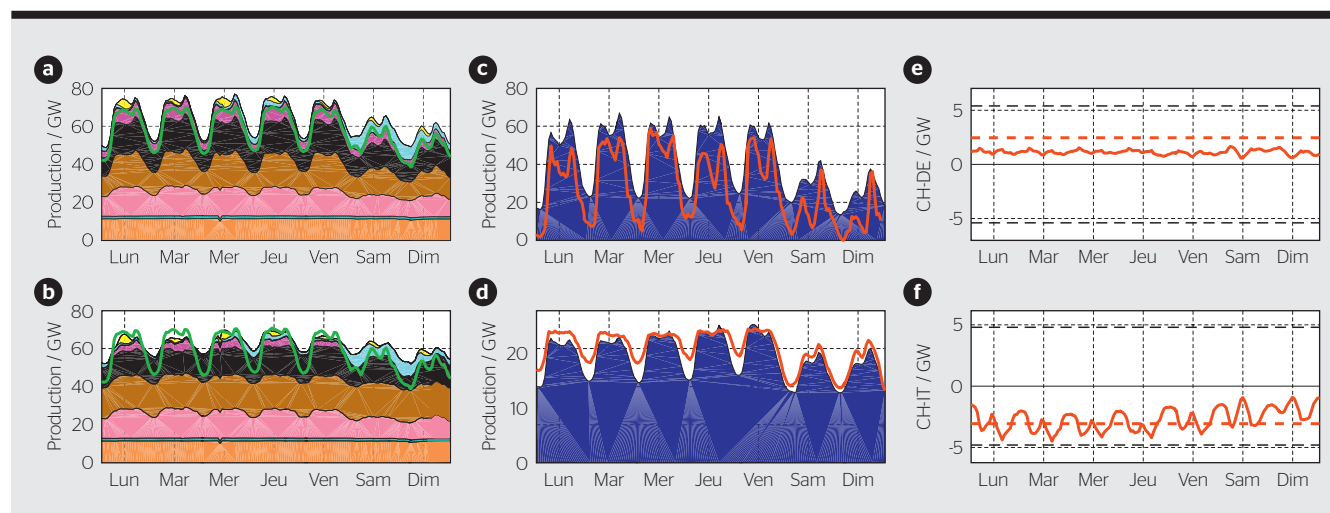 a
Production / GW
80
60
40
20
0
Lun Mar Mer Jeu Ven Sam Dim
c
Production / GW
80
60
40
20
0
Lun Mar Mer Jeu Ven Sam Dim
e
CH-DE / GW
5
0
-5
Lun Mar Mer Jeu Ven Sam Dim
b
Production / GW
80
60
40
20
0
Lun Mar Mer Jeu Ven Sam Dim
d
Production / GW
20
10
0
Lun Mar Mer Jeu Ven Sam Dim
f
CH-IT / GW
5
0
-5
Lun Mar Mer Jeu Ven Sam Dim